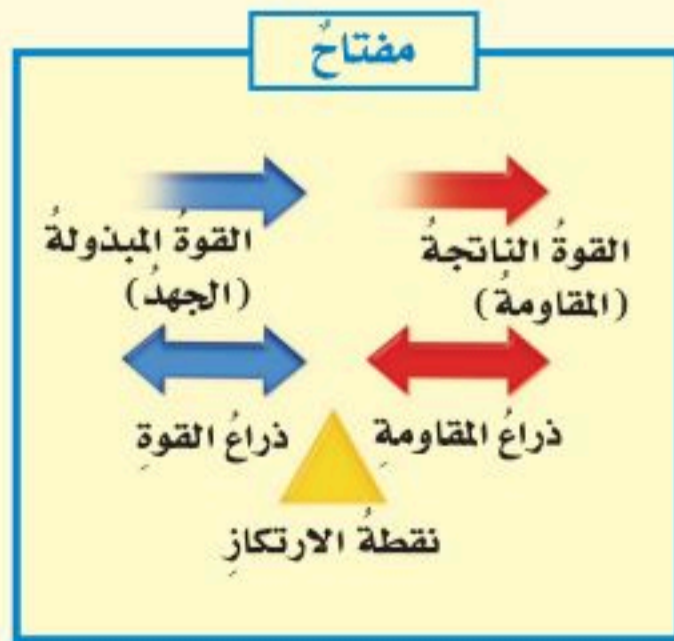 مفتاحٌ
القوةُ الناتجةُ
(المقاومةُ)
القوةُ المبذولةُ
(الجهدُ)
ذراعُ المقاومةِ
ذراعُ القوةِ
نقطةُ الارتكازِ